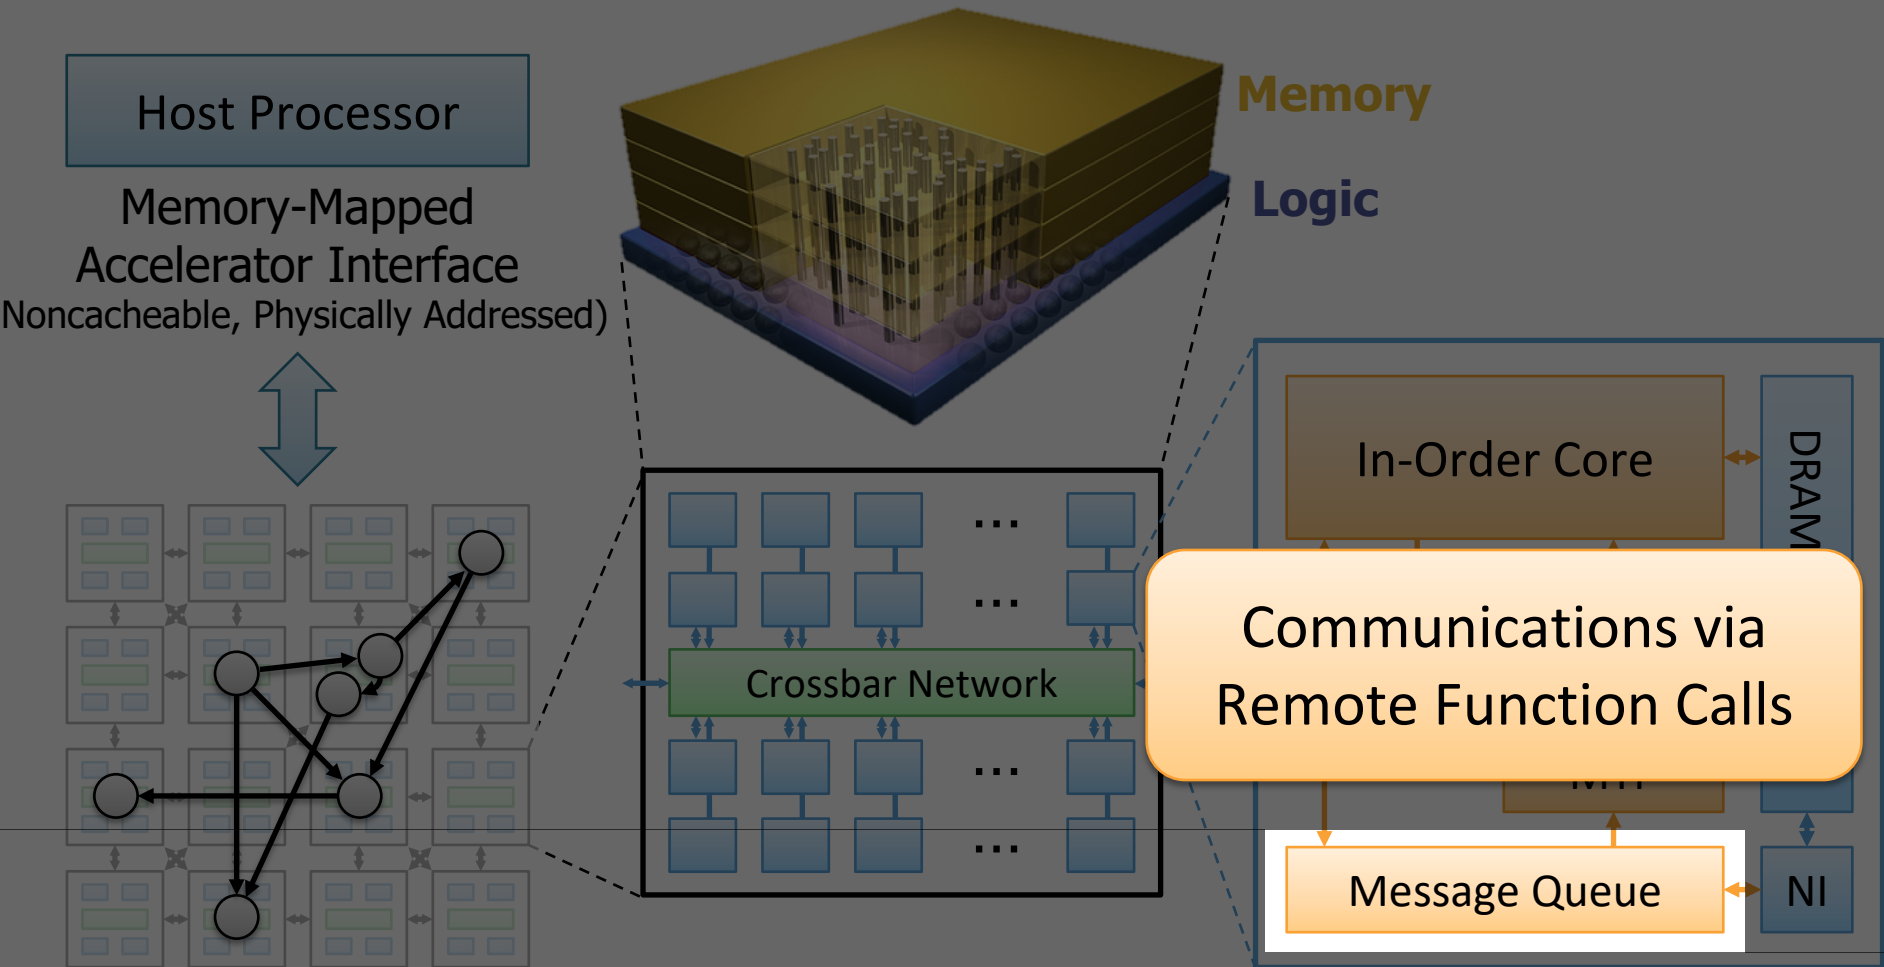 Host Processor
Memory-Mapped
Accelerator Interface
Noncacheable, Physically Addressed)
Memory
Logic
...
...
Crossbar Network
...
...
In-Order Core
DRAM
Communications via
Remote Function Calls
Message Queue
NI